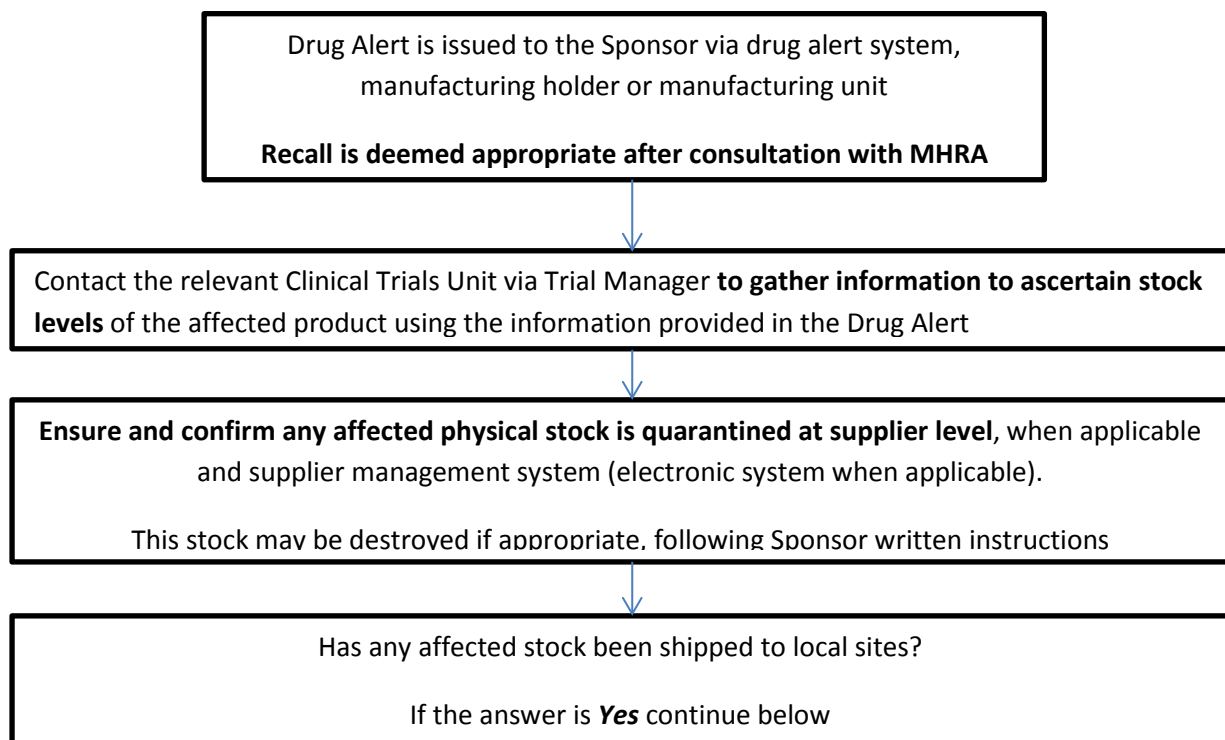 Drug Alert is issued to the Sponsor via drug alert system,
manufacturing holder or manufacturing unit
Recall is deemed appropriate after consultation with MHRA
Contact the relevant Clinical Trials Unit via Trial Manager to gather information to ascertain stock
levels of the affected product using the information provided in the Drug Alert
Ensure and confirm any affected physical stock is quarantined at supplier level, when applicable
and supplier management system (electronic system when applicable).
This stock may be destroyed if appropriate, following Sponsor written instructions
Has any affected stock been shipped to local sites?
If the answer is Yes continue below